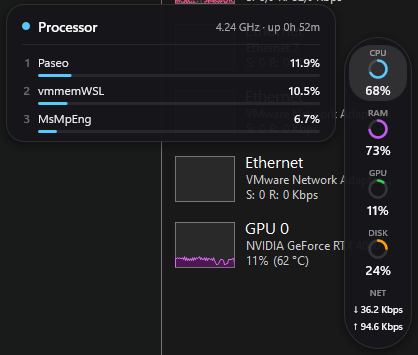 Processor
4.24 GHz · up 0h 52m
1 Paseo 11.9%
2 vmmemWSL 10.5%
3 MsMpEng 6.7%
CPU
68%
RAM
73%
GPU
11%
DISK
24%
NET
↓ 36.2 Kbps
↑ 94.6 Kbps
Ethernet
VMware Network
S: 0 R: 0 Kbps
GPU 0
NVIDIA GeForce RTX
11% (62 °C)